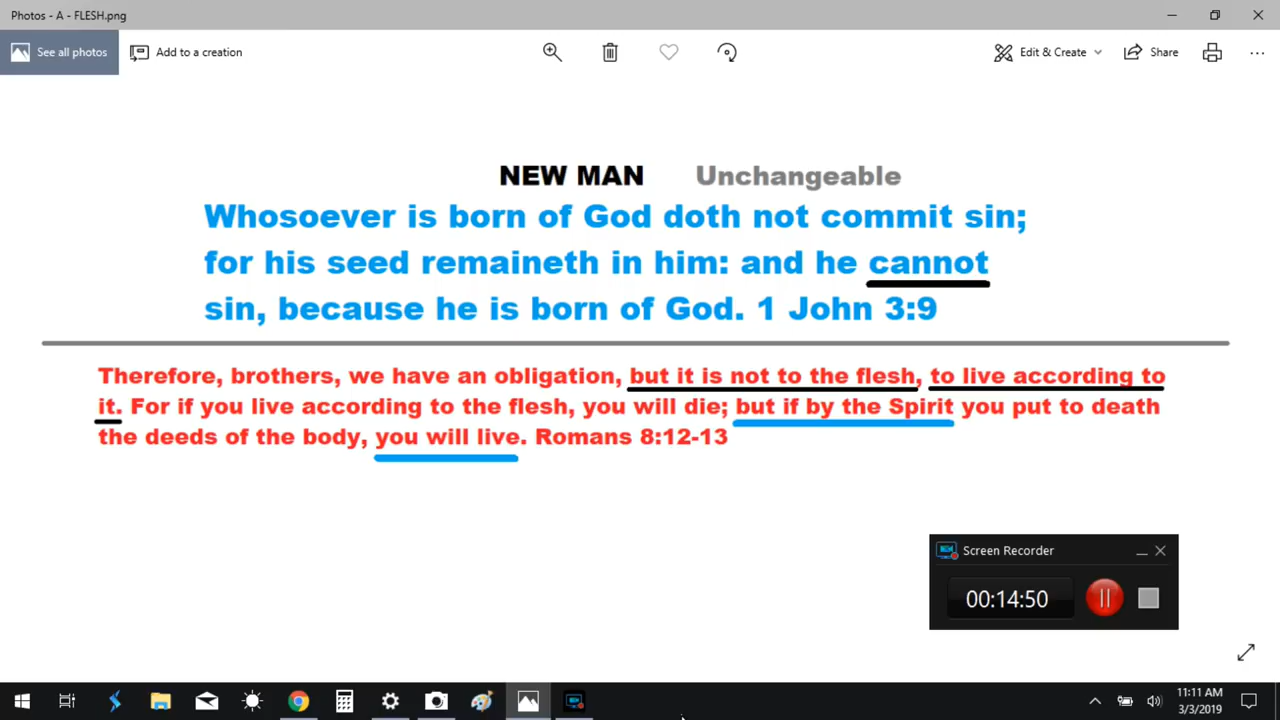 Photos - A - FLESH.png
See all photos
Add to a creation
Edit & Create
Share
NEW MAN Unchangeable
Whosoever is born of God doth not commit sin;
for his seed remaineth in him: and he cannot
sin, because he is born of God. 1 John 3:9
Therefore, brothers, we have an obligation, but it is not to the flesh, to live according to
it. For if you live according to the flesh, you will die; but if by the Spirit you put to death
the deeds of the body, you will live. Romans 8:12-13
Screen Recorder
00:14:50
11:11 AM
3/3/2019